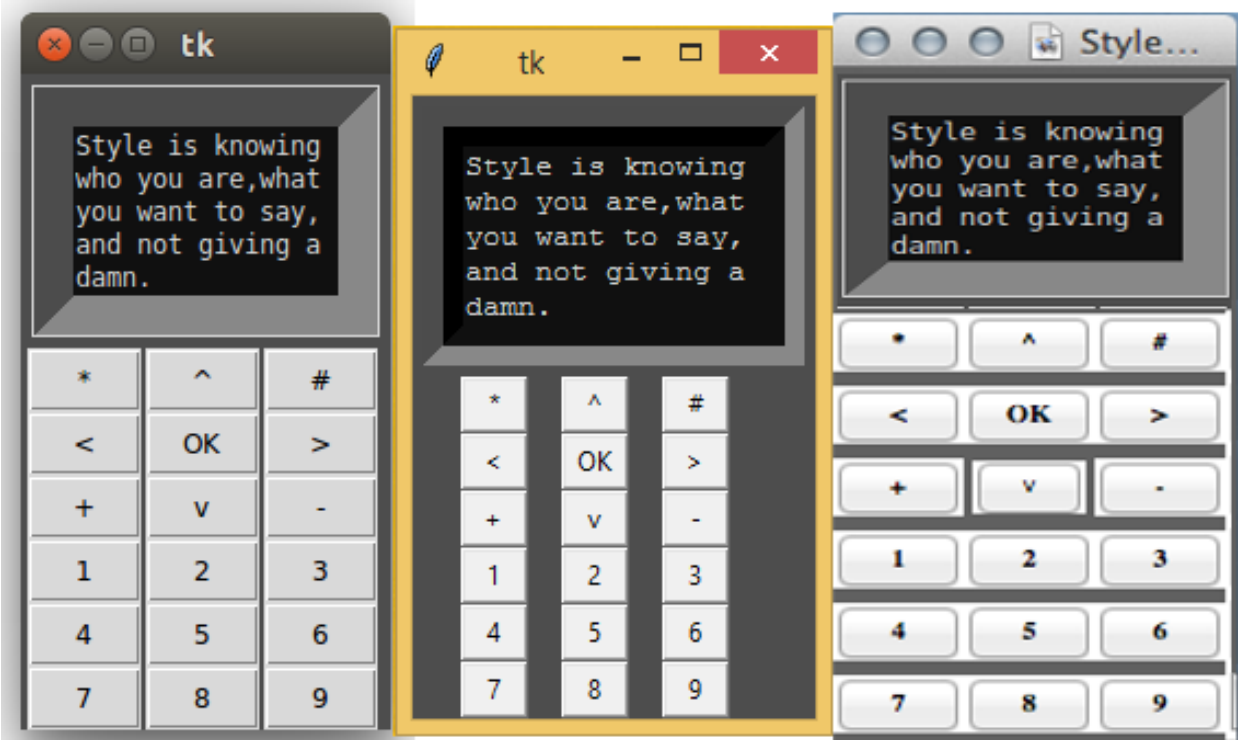 tk
Style is knowing
who you are,what
you want to say,
and not giving a
damn.
* ^ #
< OK >
+ v -
1 2 3
4 5 6
7 8 9
tk
Style is knowing
who you are,what
you want to say,
and not giving a
damn.
* ^ #
< OK >
+ v -
1 2 3
4 5 6
7 8 9
Style...
Style is knowing
who you are,what
you want to say,
and not giving a
damn.
* ^ #
< OK >
+ v -
1 2 3
4 5 6
7 8 9